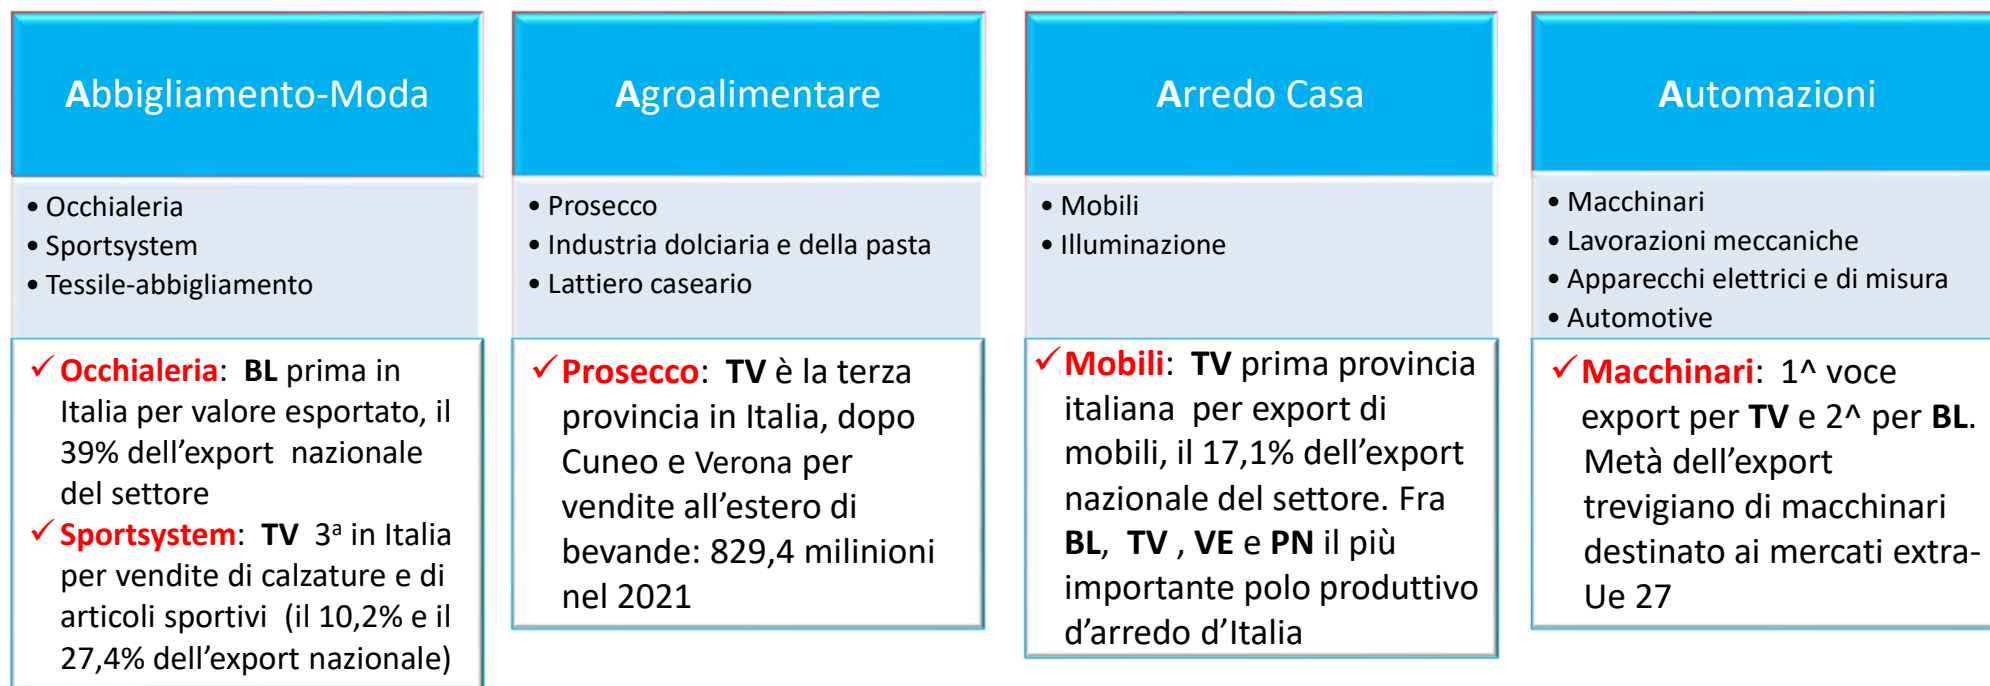 Abbigliamento-Moda
• Occhialeria
• Sportsystem
• Tessile-abbigliamento
✓ Occhialeria: BL prima in
Italia per valore esportato, il
39% dell’export nazionale
del settore
✓ Sportsystem: TV 3ª in Italia
per vendite di calzature e di
articoli sportivi (il 10,2% e il
27,4% dell’export nazionale)
Agroalimentare
• Prosecco
• Industria dolciaria e della pasta
• Lattiero caseario
✓ Prosecco: TV è la terza
provincia in Italia, dopo
Cuneo e Verona per
vendite all’estero di
bevande: 829,4 milinioni
nel 2021
Arredo Casa
• Mobili
• Illuminazione
✓ Mobili: TV prima provincia
italiana per export di
mobili, il 17,1% dell’export
nazionale del settore. Fra
BL, TV , VE e PN il più
importante polo produttivo
d’arredo d’Italia
Automazioni
• Macchinari
• Lavorazioni meccaniche
• Apparecchi elettrici e di misura
• Automotive
✓ Macchinari: 1^ voce
export per TV e 2^ per BL.
Metà dell’export
trevigiano di macchinari
destinato ai mercati extra-
Ue 27